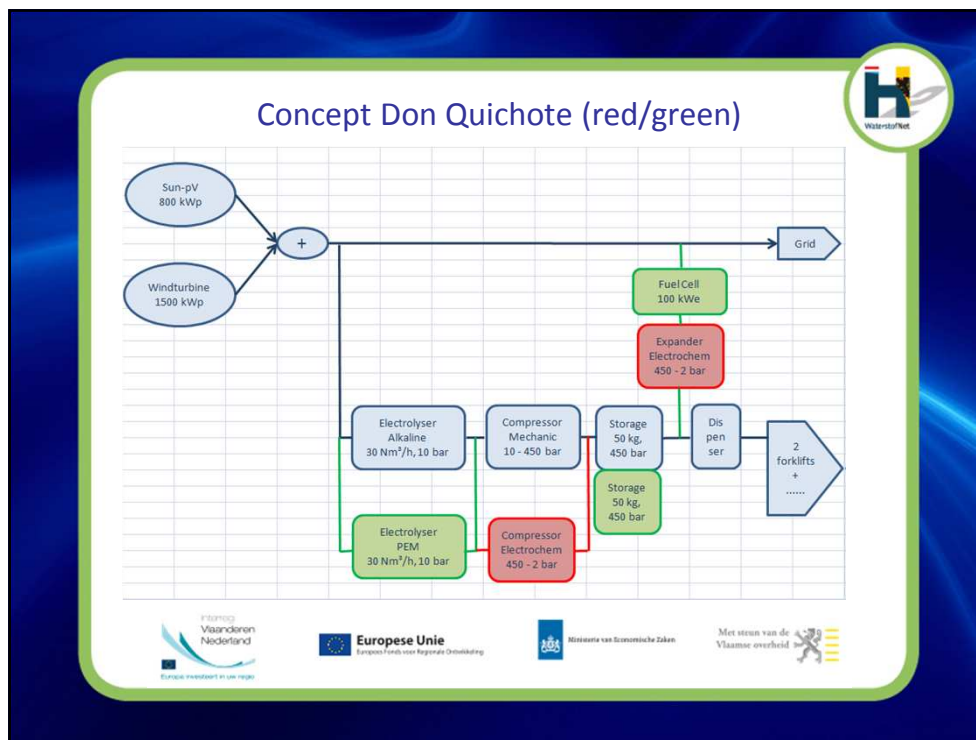 Concept Don Quichote (red/green)
WaterstofNet
Sun-pV
800 kWp
+
Grid
Windturbine
1500 kWp
Fuel Cell
100 kWe
Expander
Electrochem
450 - 2 bar
Electrolyser
Alkaline
30 Nm³/h, 10 bar
Compressor
Mechanic
10 - 450 bar
Storage
50 kg,
450 bar
Dis
pen
ser
2
forklifts
+
......
Storage
50 kg,
450 bar
Electrolyser
PEM
30 Nm³/h, 10 bar
Compressor
Electrochem
450 - 2 bar
Interreg
Vlaanderen
Nederland
Europa investeert in uw regio
Europese Unie
Europees Fonds voor Regionale Ontwikkeling
Ministerie van Economische Zaken
Met steun van de
Vlaamse overheid